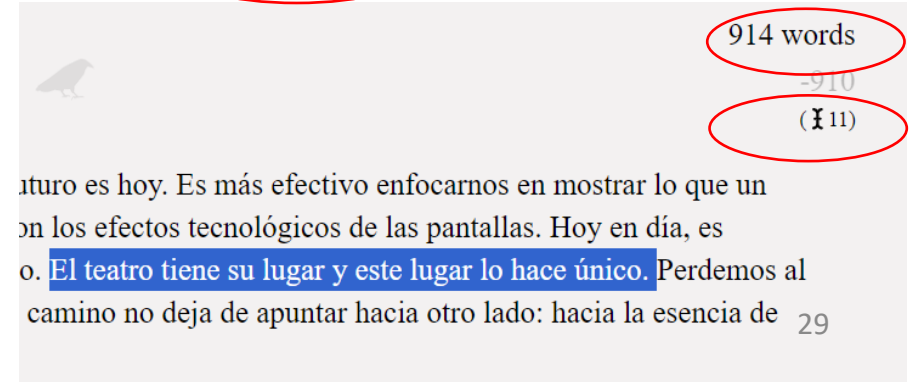 914 words
-910
( 11)
uturo es hoy. Es más efectivo enfocarnos en mostrar lo que un
on los efectos tecnológicos de las pantallas. Hoy en día, es
o. El teatro tiene su lugar y este lugar lo hace único. Perdemos al
camino no deja de apuntar hacia otro lado: hacia la esencia de
29